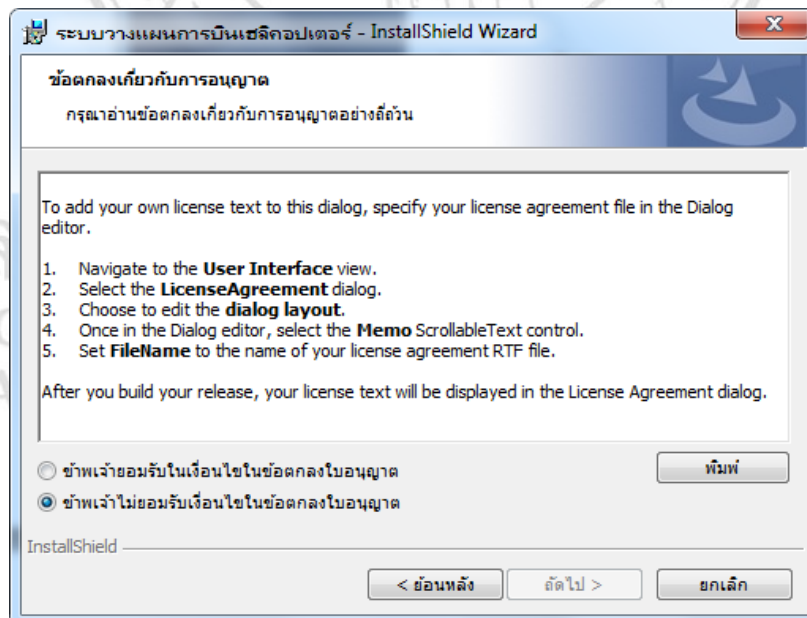 ระบบวางแผนการบินเฮลิคอปเตอร์ - InstallShield Wizard
ข้อตกลงเกี่ยวกับการอนุญาต
กรุณาอ่านข้อตกลงเกี่ยวกับการอนุญาตอย่างถี่ถ้วน
To add your own license text to this dialog, specify your license agreement file in the Dialog
editor.
1. Navigate to the User Interface view.
2. Select the LicenseAgreement dialog.
3. Choose to edit the dialog layout.
4. Once in the Dialog editor, select the Memo ScrollableText control.
5. Set FileName to the name of your license agreement RTF file.
After you build your release, your license text will be displayed in the License Agreement dialog.
ข้าพเจ้ายอมรับในเงื่อนไขในข้อตกลงใบอนุญาต
พิมพ์
ข้าพเจ้าไม่ยอมรับเงื่อนไขในข้อตกลงใบอนุญาต
InstallShield
< ย้อนหลัง ถัดไป > ยกเลิก